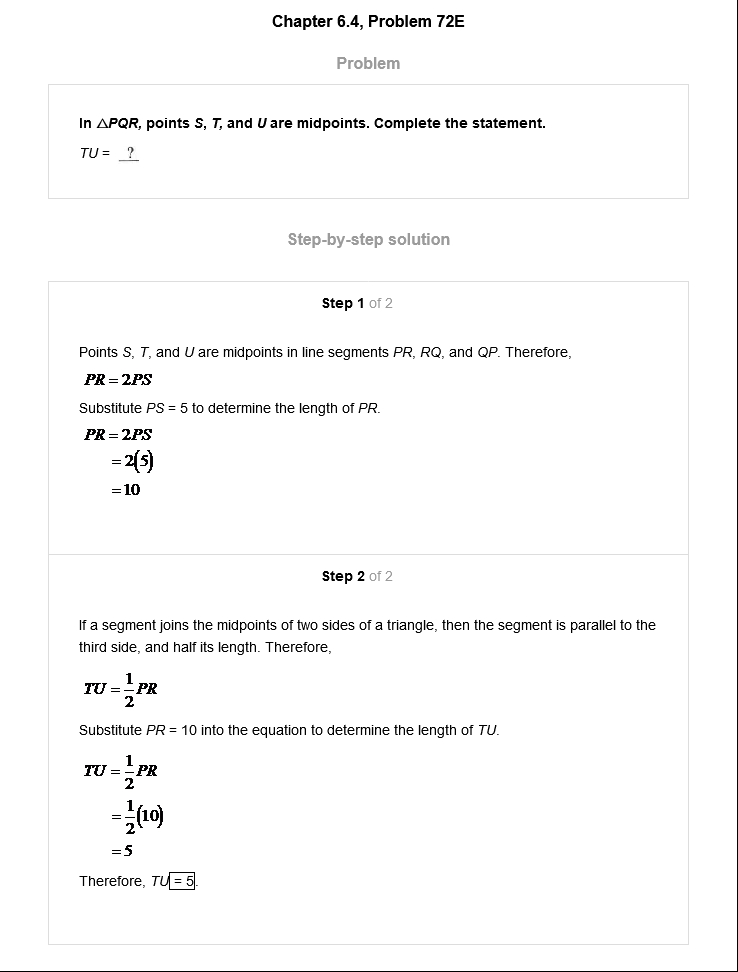 Chapter 6.4, Problem 72E
Problem
In △PQR, points S, T, and U are midpoints. Complete the statement.
TU = ?
Step-by-step solution
Step 1 of 2
Points S, T, and U are midpoints in line segments PR, RQ, and QP. Therefore,
PR = 2PS
Substitute PS = 5 to determine the length of PR.
PR = 2PS
= 2(5)
= 10
Step 2 of 2
If a segment joins the midpoints of two sides of a triangle, then the segment is parallel to the
third side, and half its length. Therefore,
TU = 1/2 PR
Substitute PR = 10 into the equation to determine the length of TU.
TU = 1/2 PR
= 1/2 (10)
= 5
Therefore, TU = 5.